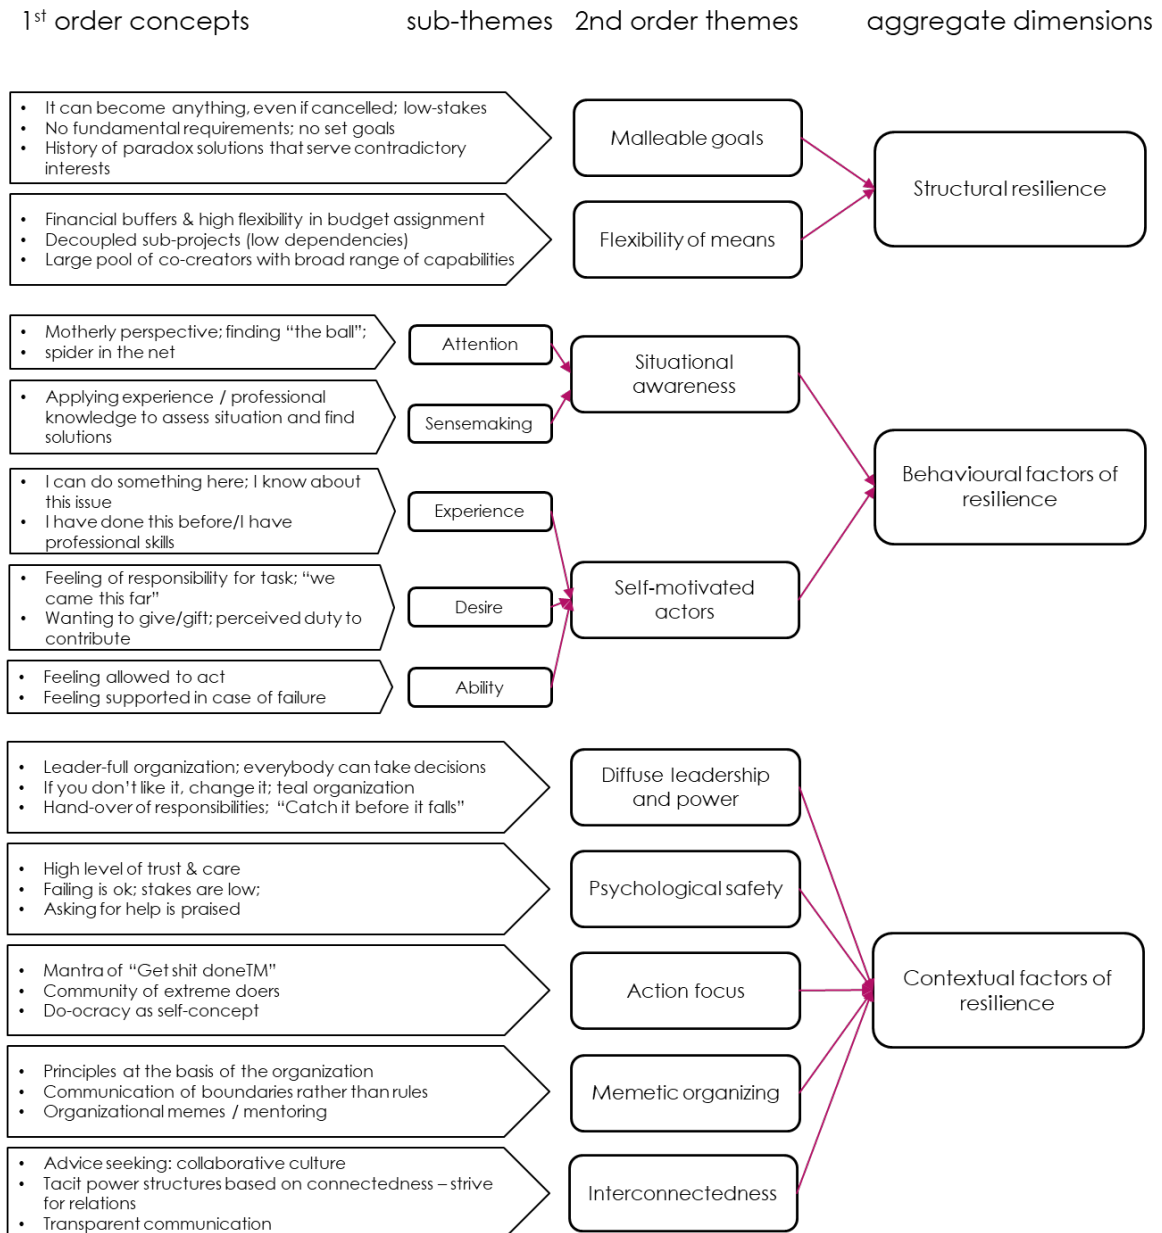 1st order concepts
sub-themes
2nd order themes
aggregate dimensions
• It can become anything, even if cancelled; low-stakes
• No fundamental requirements; no set goals
• History of paradox solutions that serve contradictory
interests
Malleable goals
Structural resilience
• Financial buffers & high flexibility in budget assignment
• Decoupled sub-projects (low dependencies)
• Large pool of co-creators with broad range of capabilities
Flexibility of means
• Motherly perspective; finding “the ball”;
• spider in the net
Attention
Situational
awareness
• Applying experience / professional
knowledge to assess situation and find
solutions
Sensemaking
Behavioural factors of
resilience
• I can do something here; I know about
this issue
• I have done this before/I have
professional skills
Experience
• Feeling of responsibility for task; “we
came this far”
• Wanting to give/gift; perceived duty to
contribute
Desire
Self-motivated
actors
• Feeling allowed to act
• Feeling supported in case of failure
Ability
• Leader-full organization; everybody can take decisions
• If you don’t like it, change it; teal organization
• Hand-over of responsibilities; “Catch it before it falls”
Diffuse leadership
and power
• High level of trust & care
• Failing is ok; stakes are low;
• Asking for help is praised
Psychological safety
• Mantra of “Get shit doneTM”
• Community of extreme doers
• Do-ocracy as self-concept
Action focus
Contextual factors of
resilience
• Principles at the basis of the organization
• Communication of boundaries rather than rules
• Organizational memes / mentoring
Memetic organizing
• Advice seeking: collaborative culture
• Tacit power structures based on connectedness – strive
for relations
• Transparent communication
Interconnectedness